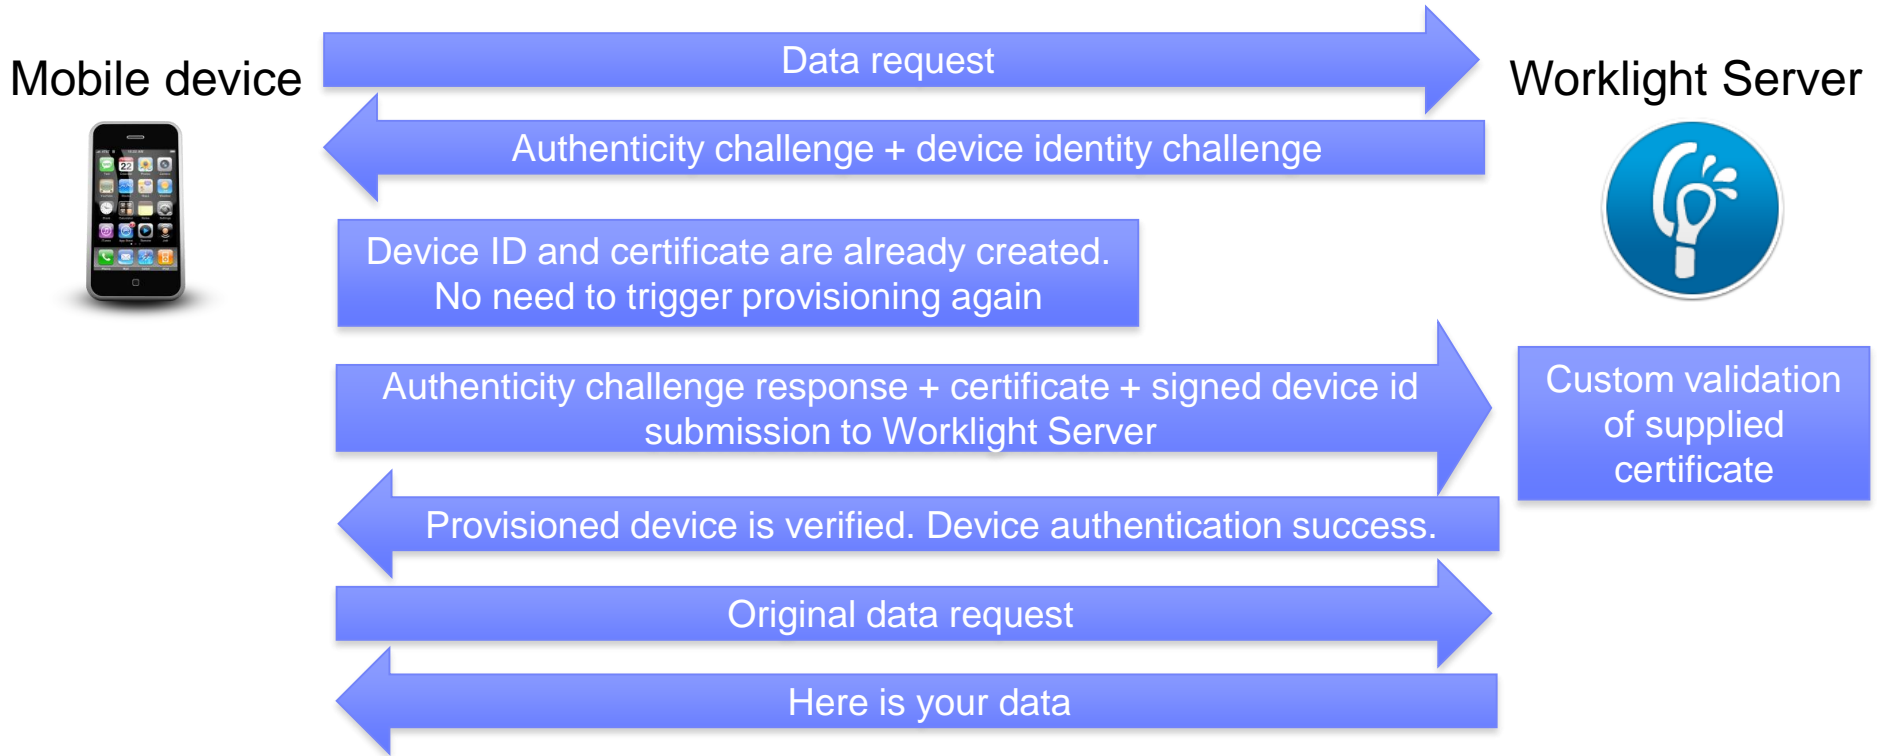 Data request
Mobile device
Worklight Server
Authenticity challenge + device identity challenge
Device ID and certificate are already created.
No need to trigger provisioning again
Authenticity challenge response + certificate + signed device id
submission to Worklight Server
Custom validation
of supplied
certificate
Provisioned device is verified. Device authentication success.
Original data request
Here is your data